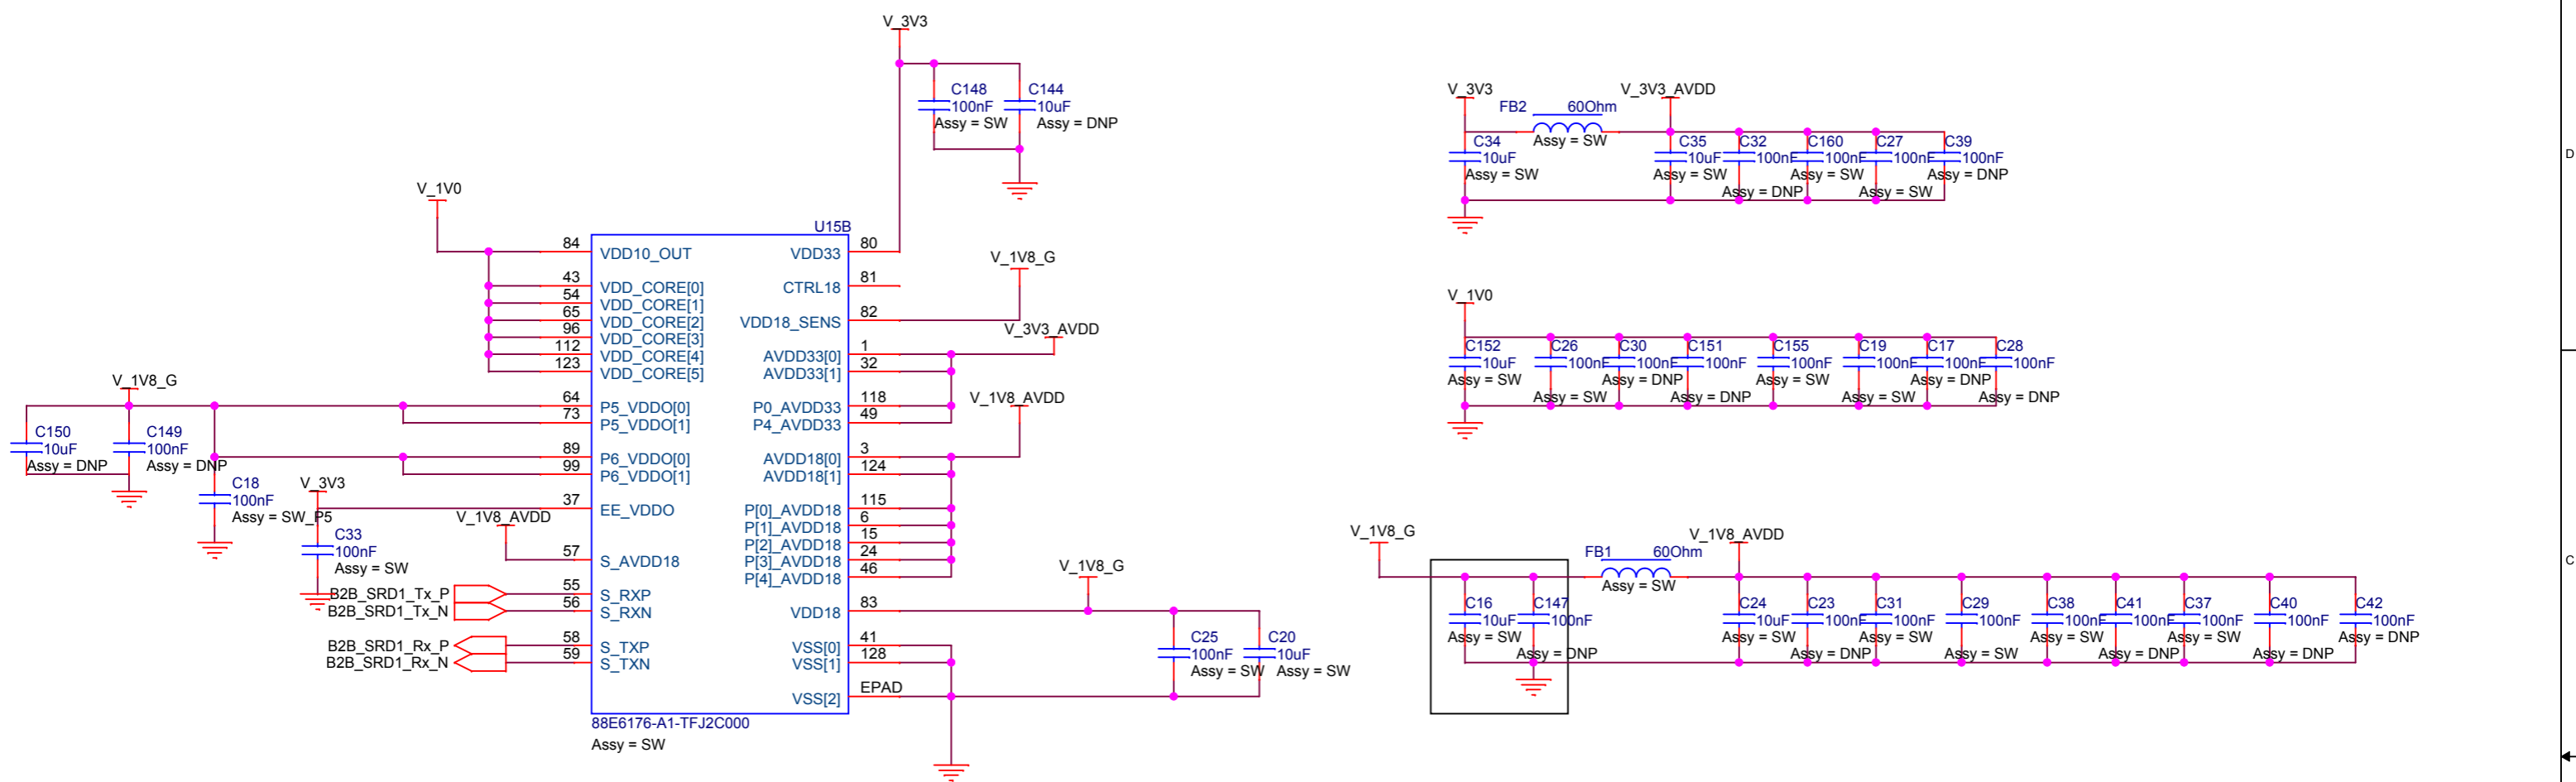 V_3V3
C148
100nF
Assy = SW
C144
10uF
Assy = DNP
V_1V0
U15B
84
VDD10_OUT
43
VDD_CORE[0]
54
VDD_CORE[1]
65
VDD_CORE[2]
96
VDD_CORE[3]
112
VDD_CORE[4]
123
VDD_CORE[5]
V_1V8_G
64
P5_VDDO[0]
73
P5_VDDO[1]
C150
10uF
Assy = DNP
C149
100nF
Assy = DNP
89
P6_VDDO[0]
99
P6_VDDO[1]
C18
100nF
Assy = SW_P5
V_3V3
37
EE_VDDO
C33
100nF
Assy = SW
V_1V8_AVDD
57
S_AVDD18
B2B_SRD1_Tx_P
55
S_RXP
B2B_SRD1_Tx_N
56
S_RXN
B2B_SRD1_Rx_P
58
S_TXP
B2B_SRD1_Rx_N
59
S_TXN
VDD33
80
CTRL18
81
VDD18_SENS
82
V_1V8_G
V_3V3_AVDD
AVDD33[0]
1
AVDD33[1]
32
P0_AVDD33
118
P4_AVDD33
49
V_1V8_AVDD
AVDD18[0]
3
AVDD18[1]
124
P[0]_AVDD18
115
P[1]_AVDD18
6
P[2]_AVDD18
15
P[3]_AVDD18
24
P[4]_AVDD18
46
V_1V8_G
VDD18
83
VSS[0]
41
VSS[1]
128
VSS[2]
EPAD
C25
100nF
Assy = SW
C20
10uF
Assy = SW
88E6176-A1-TFJ2C000
Assy = SW
V_3V3
FB2
60Ohm
Assy = SW
V_3V3_AVDD
C34
10uF
Assy = SW
C35
10uF
Assy = SW
C32
100nF
Assy = DNP
C160
100nF
Assy = SW
C27
100nF
Assy = SW
C39
100nF
Assy = DNP
V_1V0
C152
10uF
Assy = SW
C26
100nF
Assy = SW
C30
100nF
Assy = DNP
C151
100nF
Assy = DNP
C155
100nF
Assy = SW
C19
100nF
Assy = SW
C17
100nF
Assy = DNP
C28
100nF
Assy = DNP
V_1V8_G
C16
10uF
Assy = SW
C147
100nF
Assy = DNP
FB1
60Ohm
Assy = SW
V_1V8_AVDD
C24
10uF
Assy = SW
C23
100nF
Assy = DNP
C31
100nF
Assy = SW
C29
100nF
Assy = SW
C38
100nF
Assy = SW
C41
100nF
Assy = DNP
C37
100nF
Assy = SW
C40
100nF
Assy = DNP
C42
100nF
Assy = DNP
D
C